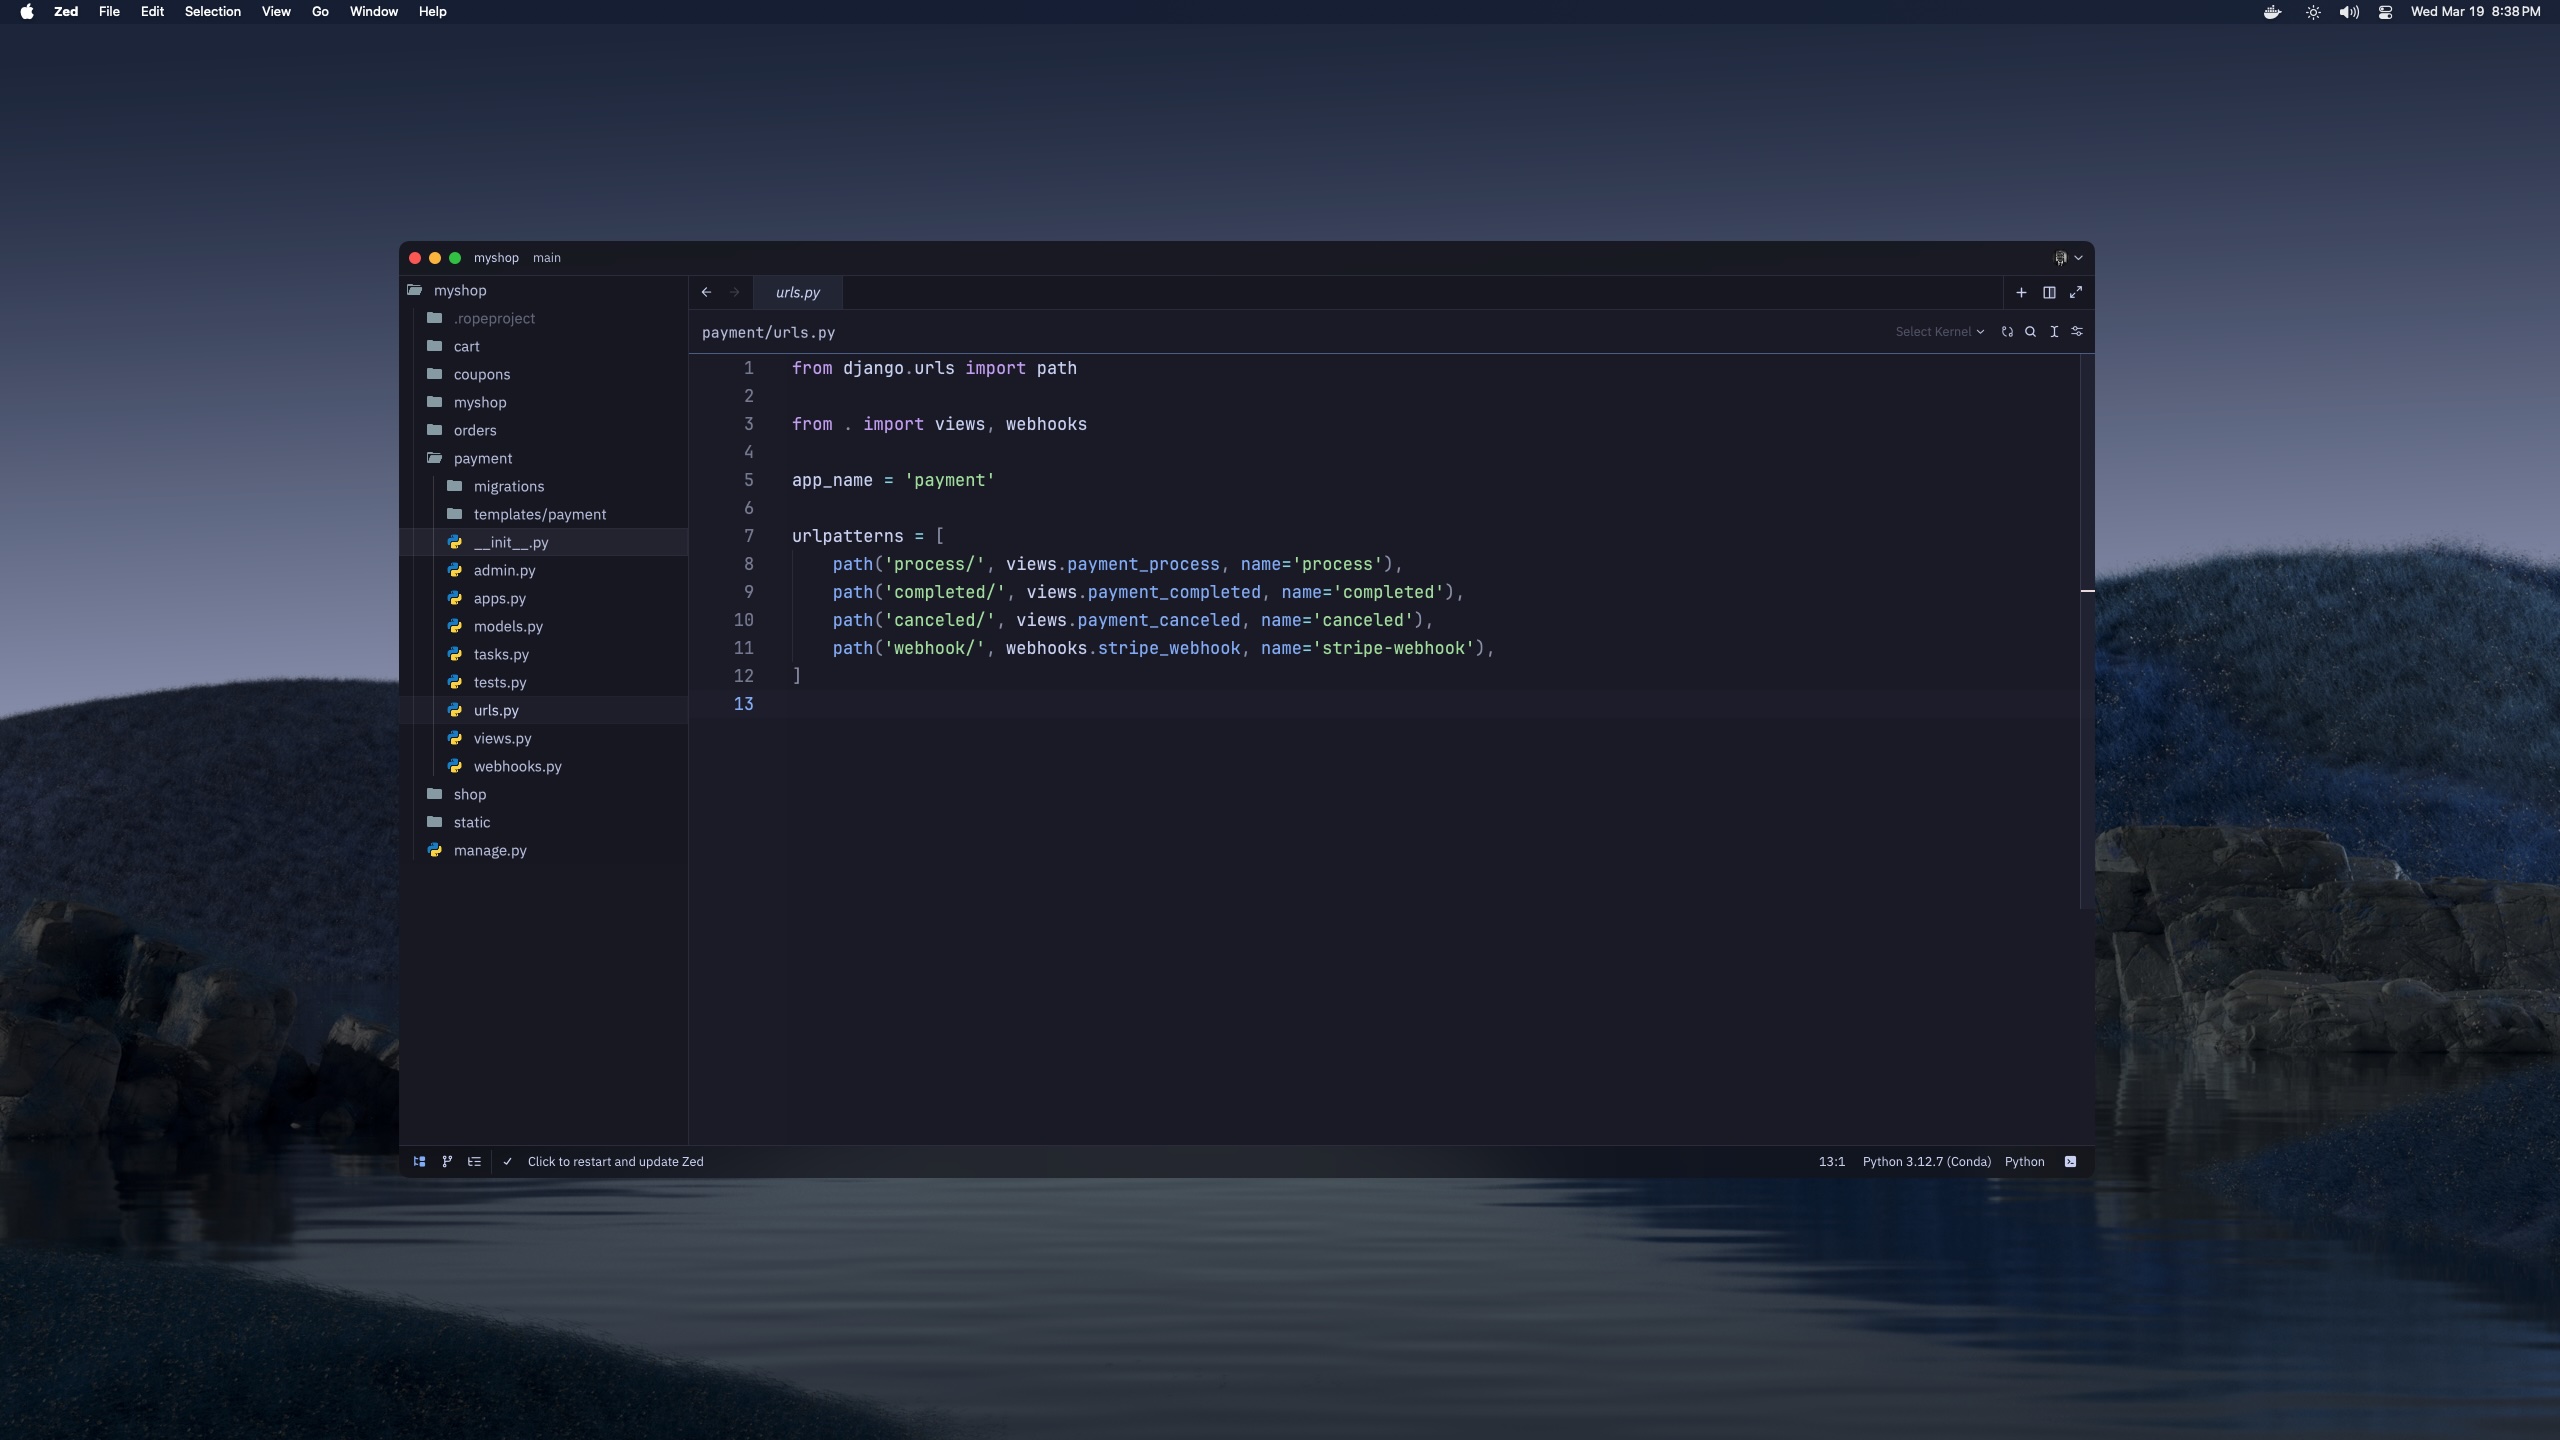 Zed File Edit Selection View Go Window Help Wed Mar 19 8:38 PM
myshop main
myshop
.ropeproject
cart
coupons
myshop
orders
payment
migrations
templates/payment
__init__.py
admin.py
apps.py
models.py
tasks.py
tests.py
urls.py
views.py
webhooks.py
shop
static
manage.py
urls.py
payment/urls.py Select Kernel
1 from django.urls import path
2
3 from . import views, webhooks
4
5 app_name = 'payment'
6
7 urlpatterns = [
8     path('process/', views.payment_process, name='process'),
9     path('completed/', views.payment_completed, name='completed'),
10     path('canceled/', views.payment_canceled, name='canceled'),
11     path('webhook/', webhooks.stripe_webhook, name='stripe-webhook'),
12 ]
13
Click to restart and update Zed 13:1 Python 3.12.7 (Conda) Python